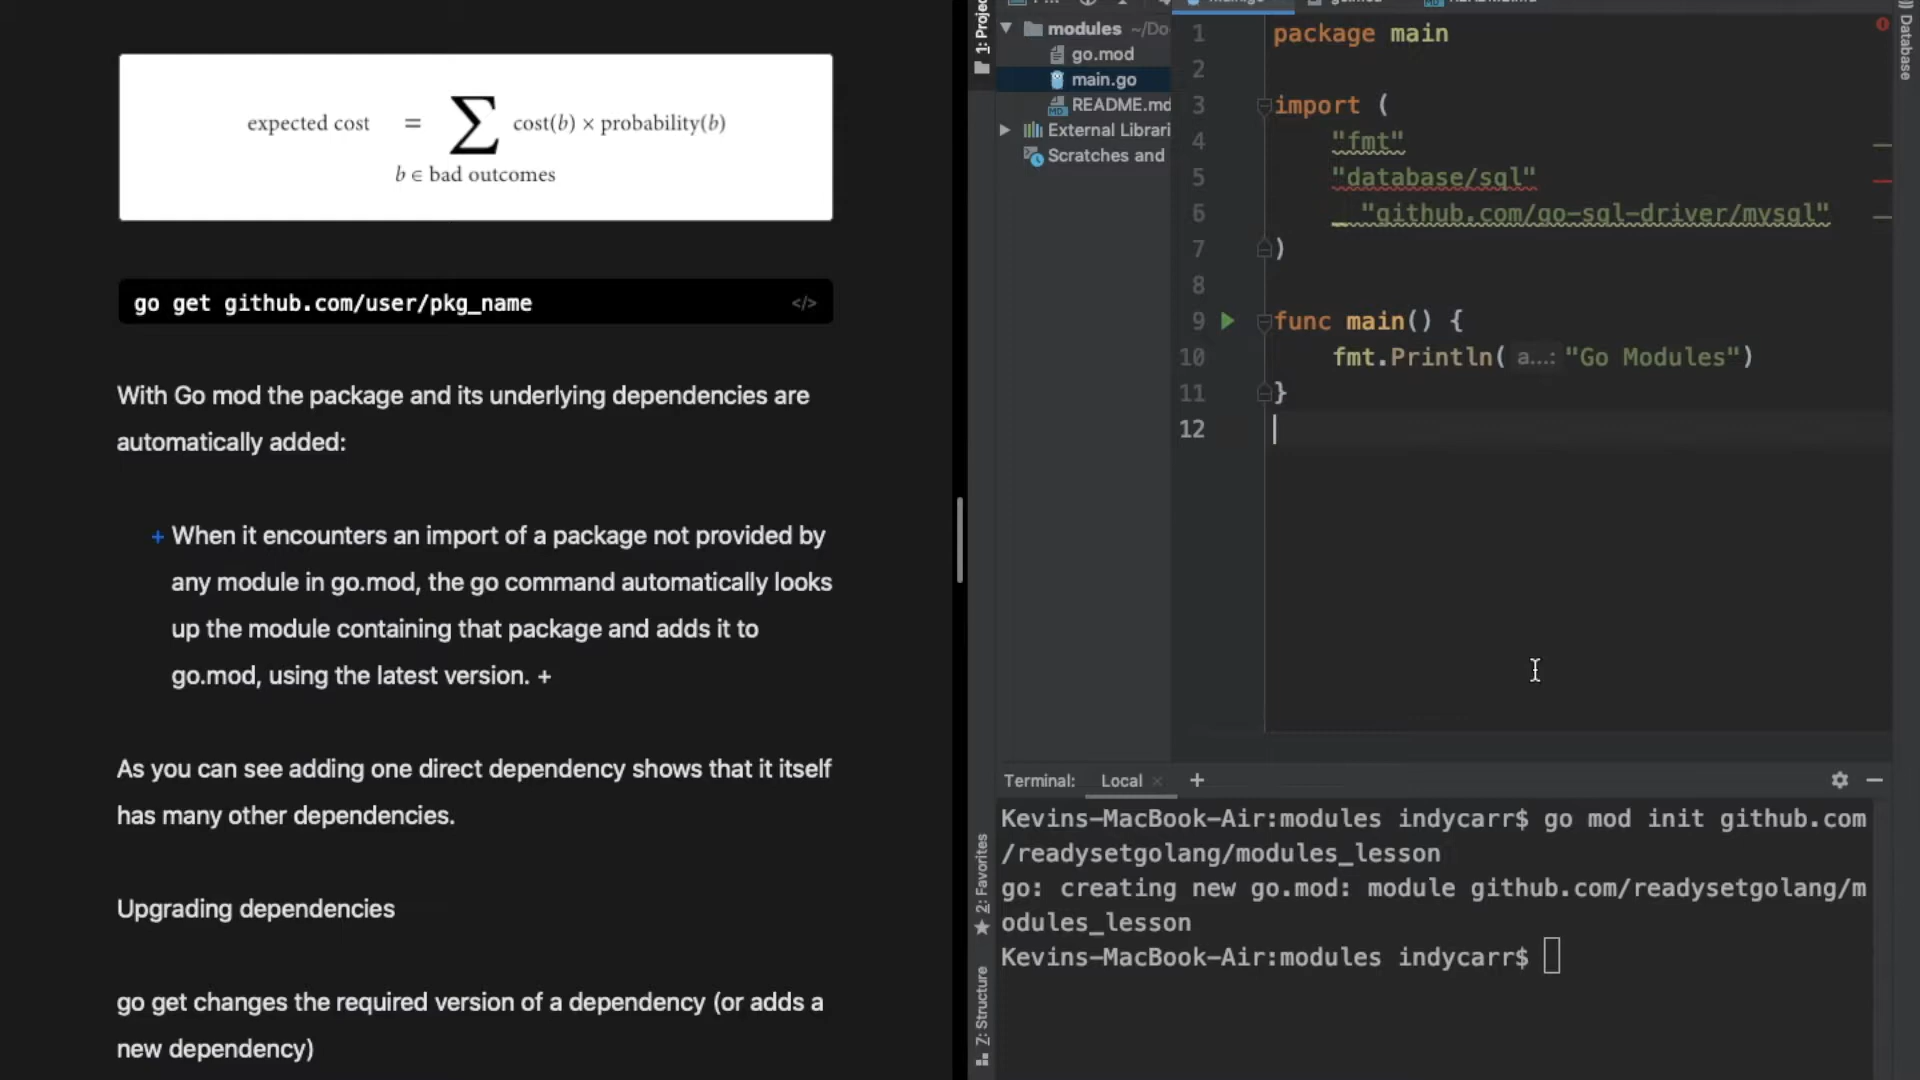 expected cost = ∑ cost(b) × probability(b)
b ∈ bad outcomes
go get github.com/user/pkg_name </>
With Go mod the package and its underlying dependencies are
automatically added:
+ When it encounters an import of a package not provided by
any module in go.mod, the go command automatically looks
up the module containing that package and adds it to
go.mod, using the latest version. +
As you can see adding one direct dependency shows that it itself
has many other dependencies.
Upgrading dependencies
go get changes the required version of a dependency (or adds a
new dependency)
modules ~/Do
go.mod
main.go
README.md
External Librari
Scratches and
1 package main
2
3 import (
4 "fmt"
5 "database/sql"
6 _ "github.com/go-sql-driver/mysql"
7 )
8
9 func main() {
10 fmt.Println( a...: "Go Modules")
11 }
12
Database
2: Favorites
Z: Structure
Terminal: Local × +
Kevins-MacBook-Air:modules indycarr$ go mod init github.com
/readysetgolang/modules_lesson
go: creating new go.mod: module github.com/readysetgolang/m
odules_lesson
Kevins-MacBook-Air:modules indycarr$